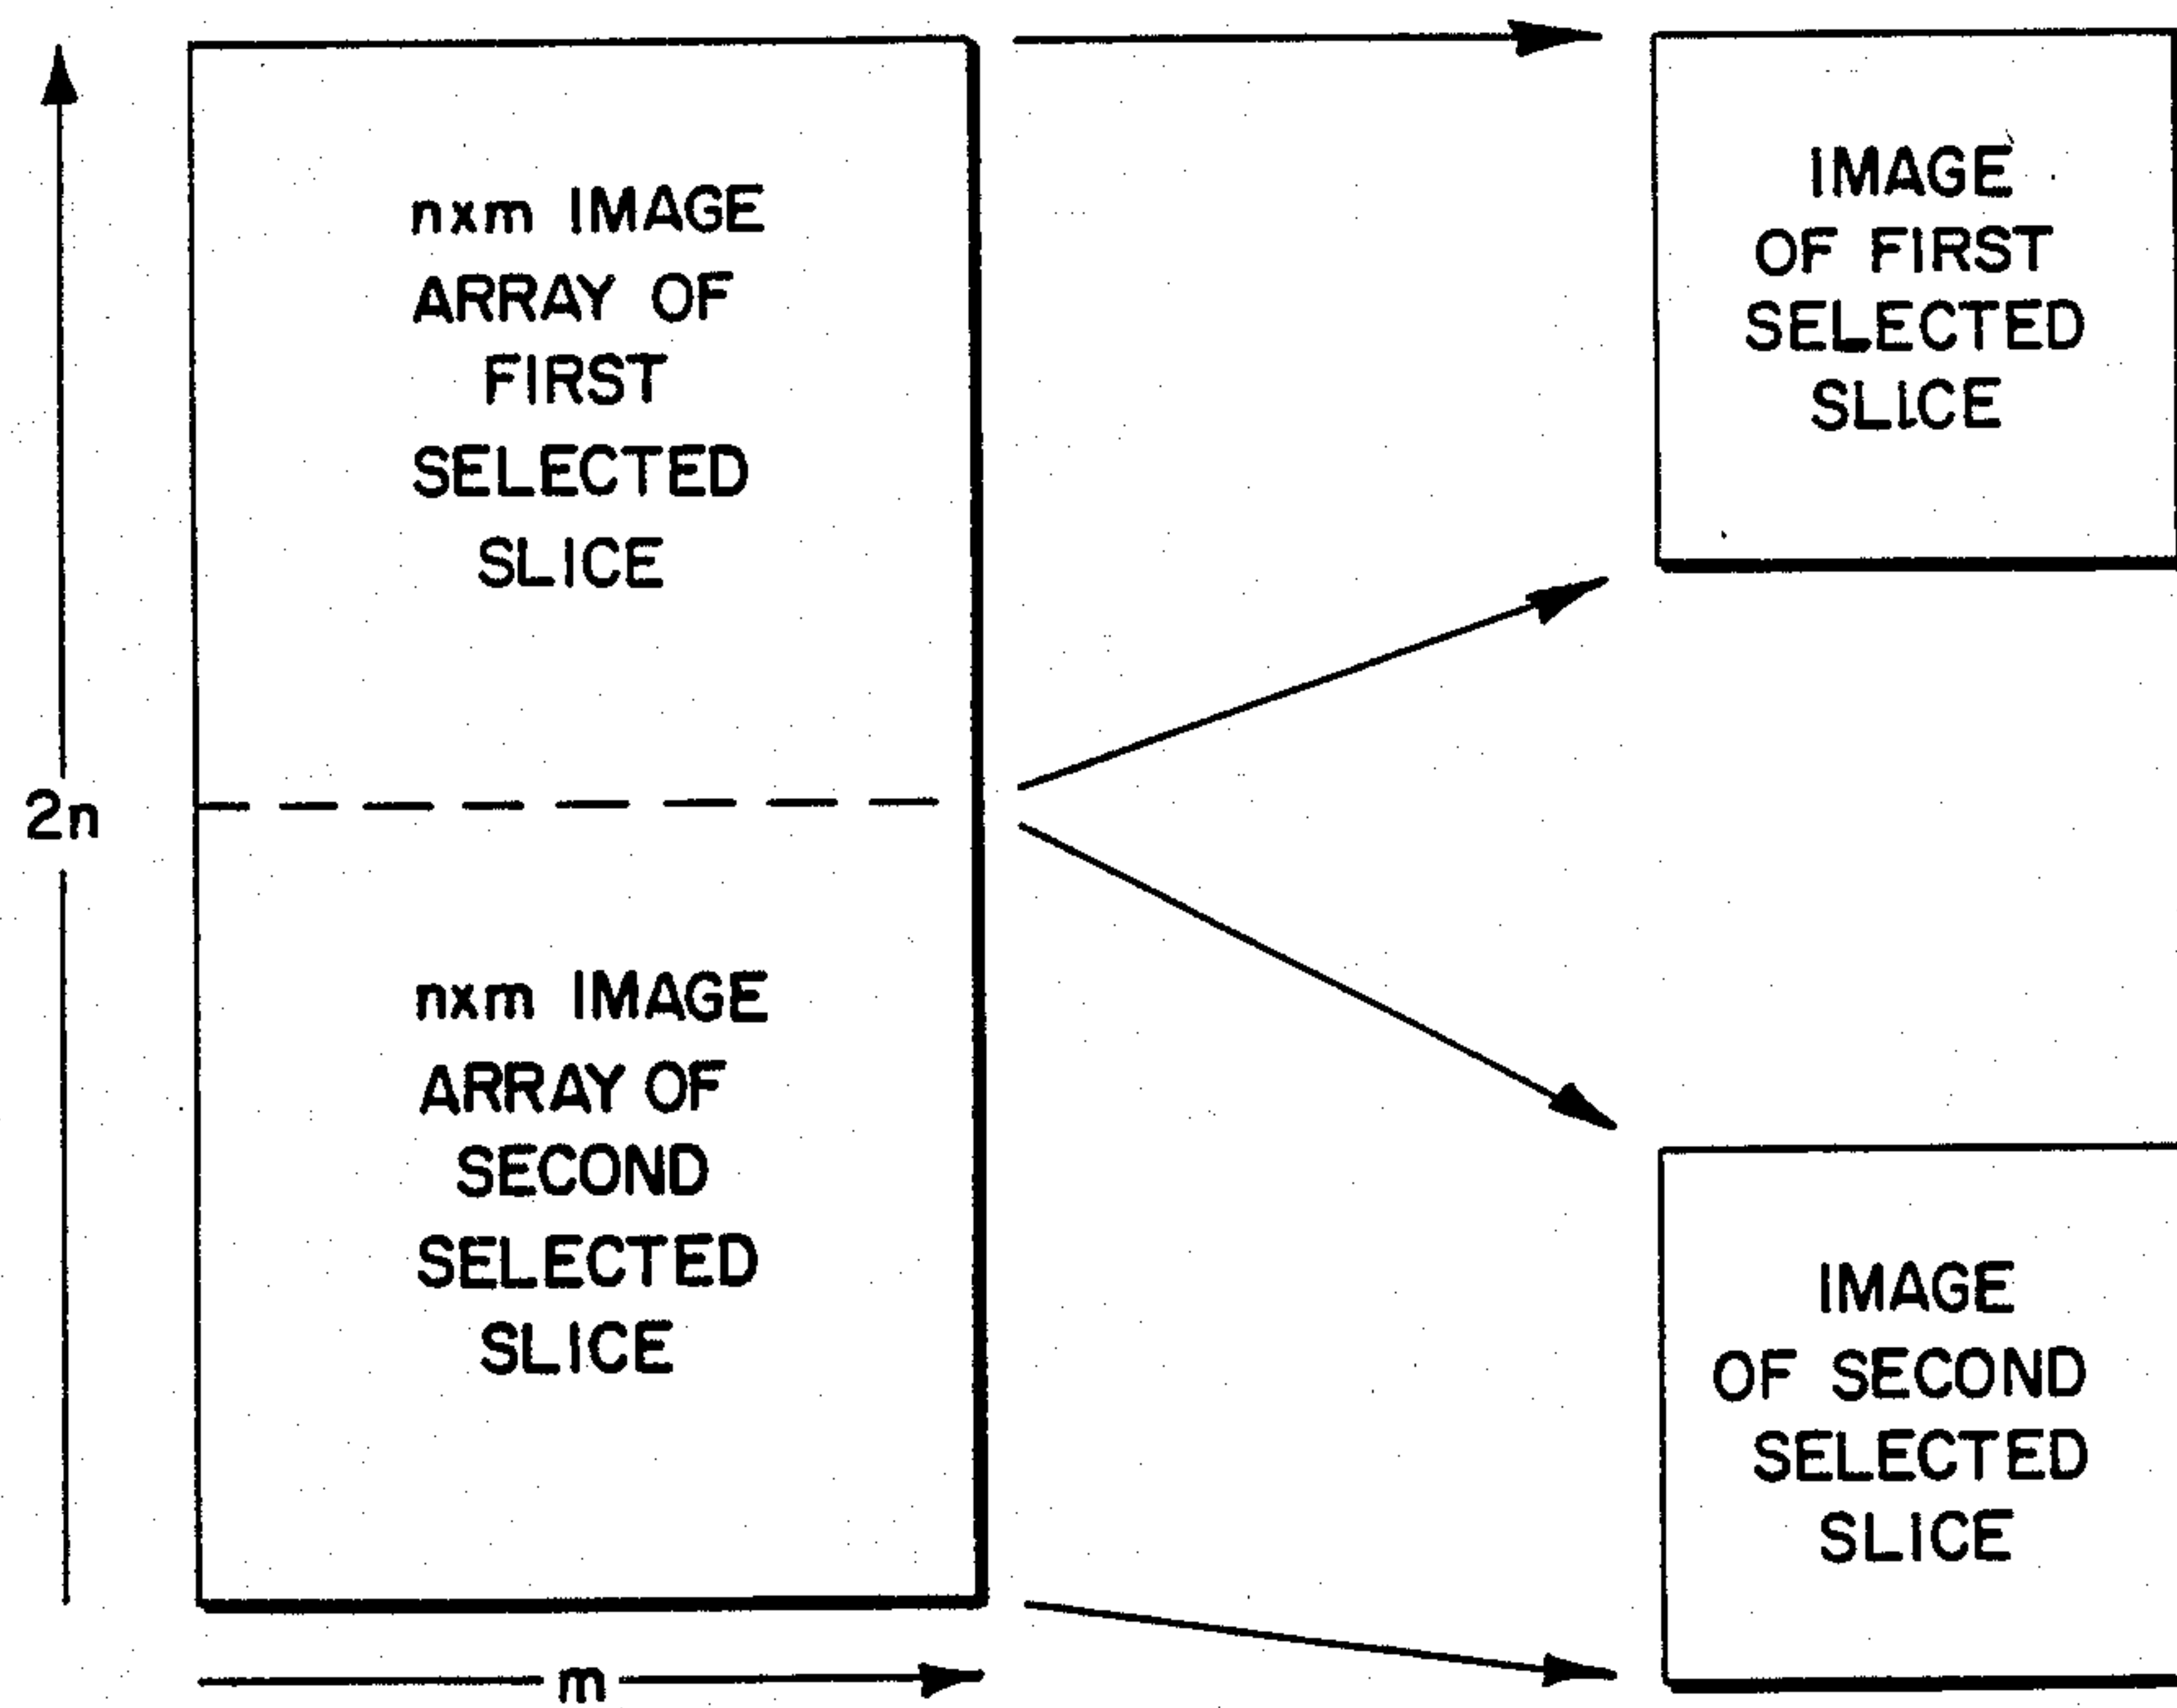 nxm IMAGE
ARRAY OF
FIRST
SELECTED
SLICE
2n
nxm IMAGE
ARRAY OF
SECOND
SELECTED
SLICE
m
IMAGE
OF FIRST
SELECTED
SLICE
IMAGE
OF SECOND
SELECTED
SLICE